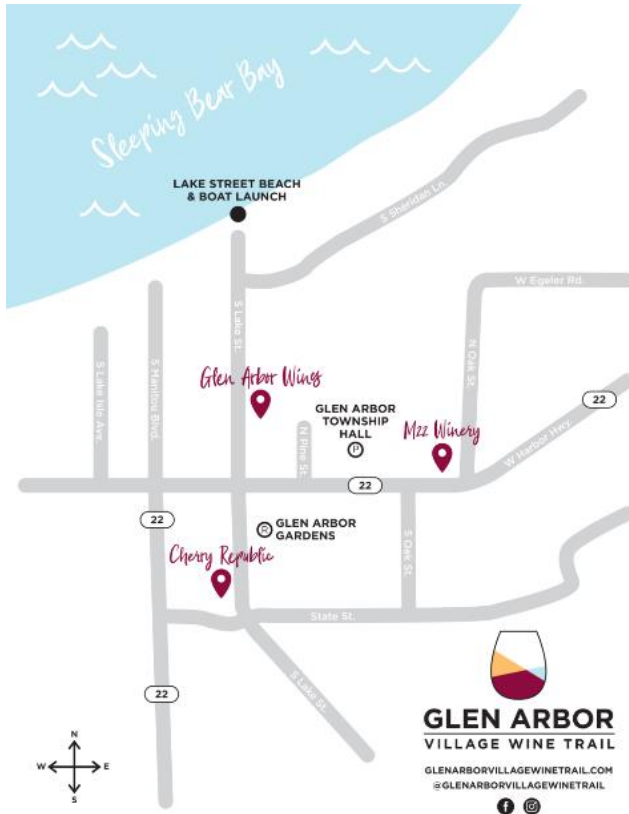 Sleeping Bear Bay
LAKE STREET BEACH
& BOAT LAUNCH
S Sheridan Ln.
W Egeler Rd.
S Lake St.
S Manitou Blvd.
S Lake Isle Ave.
N Oak St.
Glen Arbor Wines
GLEN ARBOR
TOWNSHIP
HALL
P
M22 Winery
22
W Harbor Hwy.
N Pine St.
22
22
R
GLEN ARBOR
GARDENS
S Oak St.
Cherry Republic
State St.
S Lake St.
22
N
W
E
S
GLEN ARBOR
VILLAGE WINE TRAIL
GLENARBORVILLAGEWINETRAIL.COM
@GLENARBORVILLAGEWINETRAIL
f